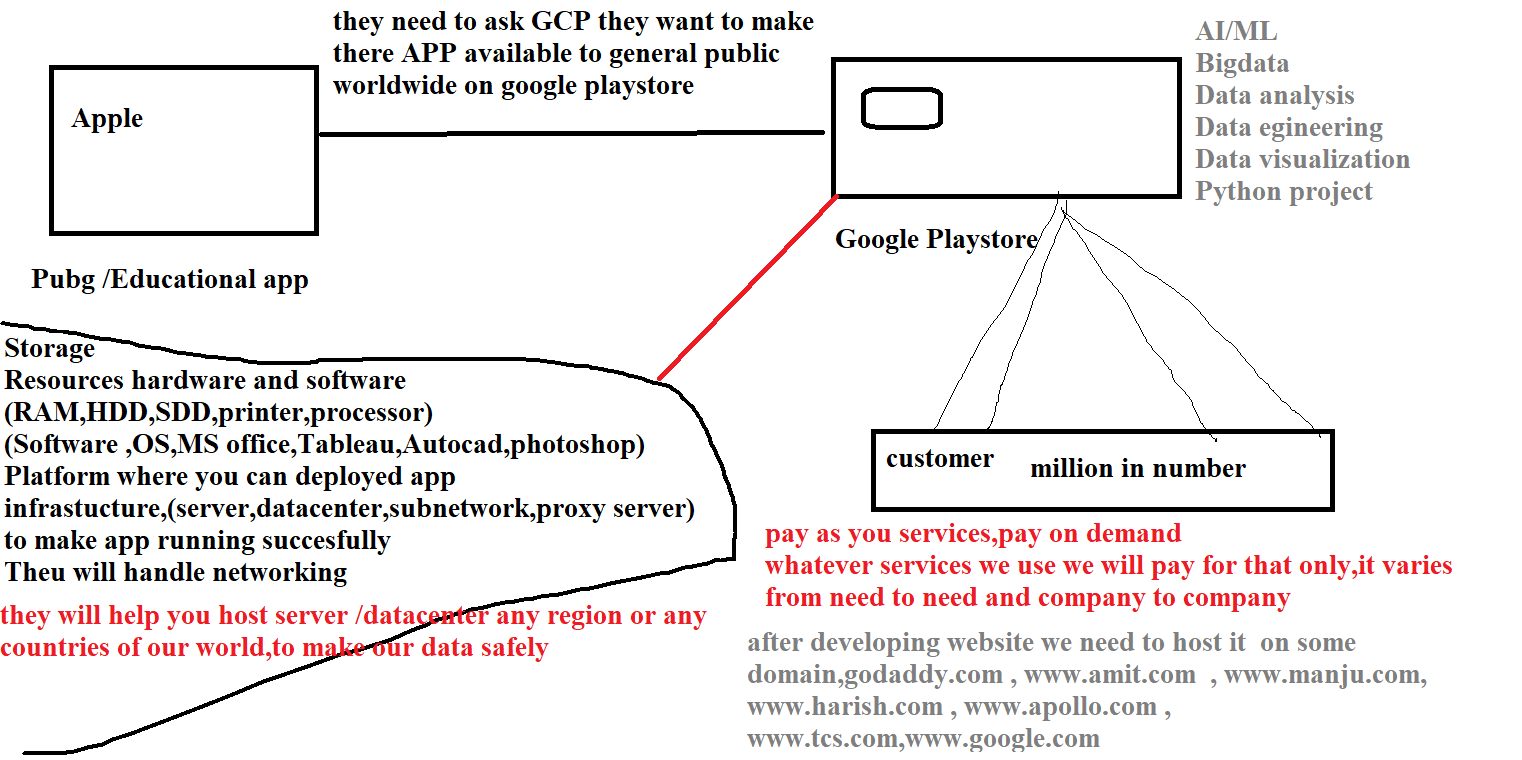 they need to ask GCP they want to make
there APP available to general public
worldwide on google playstore
Apple
Pubg /Educational app
AI/ML
Bigdata
Data analysis
Data egineering
Data visualization
Python project
Google Playstore
Storage
Resources hardware and software
(RAM,HDD,SDD,printer,processor)
(Software ,OS,MS office,Tableau,Autocad,photoshop)
Platform where you can deployed app
infrastucture,(server,datacenter,subnetwork,proxy server)
to make app running succesfully
Theu will handle networking
they will help you host server /datacenter any region or any
countries of our world,to make our data safely
customer
million in number
pay as you services,pay on demand
whatever services we use we will pay for that only,it varies
from need to need and company to company
after developing website we need to host it  on some
domain,godaddy.com , www.amit.com  , www.manju.com,
www.harish.com , www.apollo.com ,
www.tcs.com,www.google.com